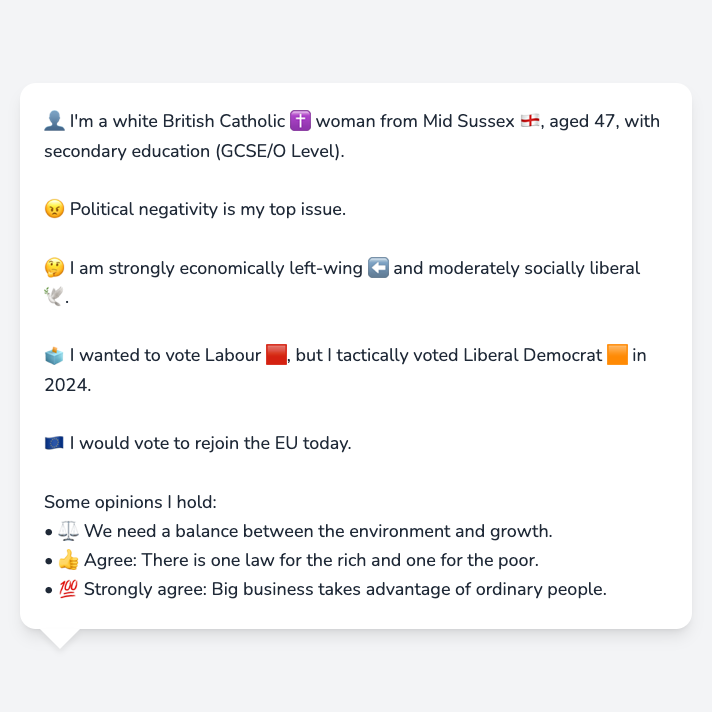 👤 I'm a white British Catholic ✝️ woman from Mid Sussex 🏴󠁧󠁢󠁥󠁮󠁧󠁿, aged 47, with
secondary education (GCSE/O Level).
😠 Political negativity is my top issue.
🤔 I am strongly economically left-wing ⬅️ and moderately socially liberal
🕊️.
🗳️ I wanted to vote Labour 🟥, but I tactically voted Liberal Democrat 🟧 in
2024.
🇪🇺 I would vote to rejoin the EU today.
Some opinions I hold:
• ⚖️ We need a balance between the environment and growth.
• 👍 Agree: There is one law for the rich and one for the poor.
• 💯 Strongly agree: Big business takes advantage of ordinary people.